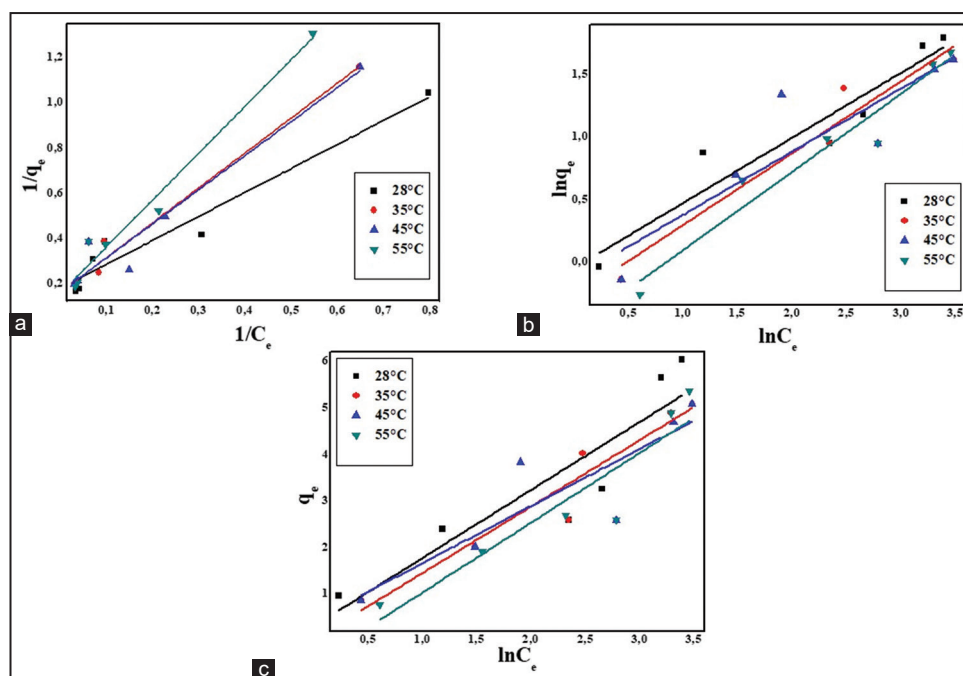 1,2
1,0
0,8
0,6
0,4
0,2
1/qe
28°C
35°C
45°C
55°C
0,1 0,2 0,3 0,4 0,5 0,6 0,7 0,8
1/Ce
a
1,5
1,0
0,5
0,0
lnqe
28°C
35°C
45°C
55°C
0,5 1,0 1,5 2,0 2,5 3,0 3,5
lnCe
b
6
5
4
3
2
1
qe
28°C
35°C
45°C
55°C
0,5 1,0 1,5 2,0 2,5 3,0 3,5
lnCe
c